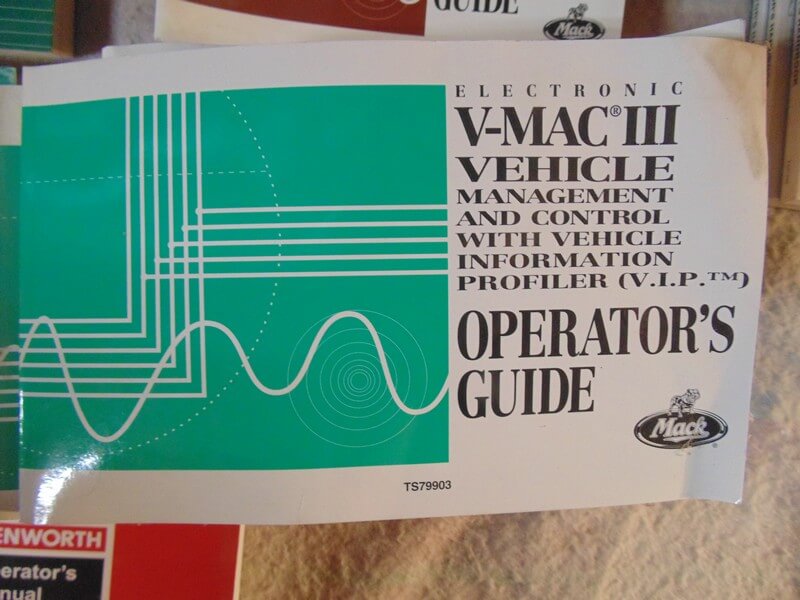 GUIDE
Mack
ELECTRONIC
V-MAC® III
VEHICLE
MANAGEMENT
AND CONTROL
WITH VEHICLE
INFORMATION
PROFILER (V.I.P.™)
OPERATOR'S
GUIDE
Mack
TS79903
ENWORTH
erator's
nual